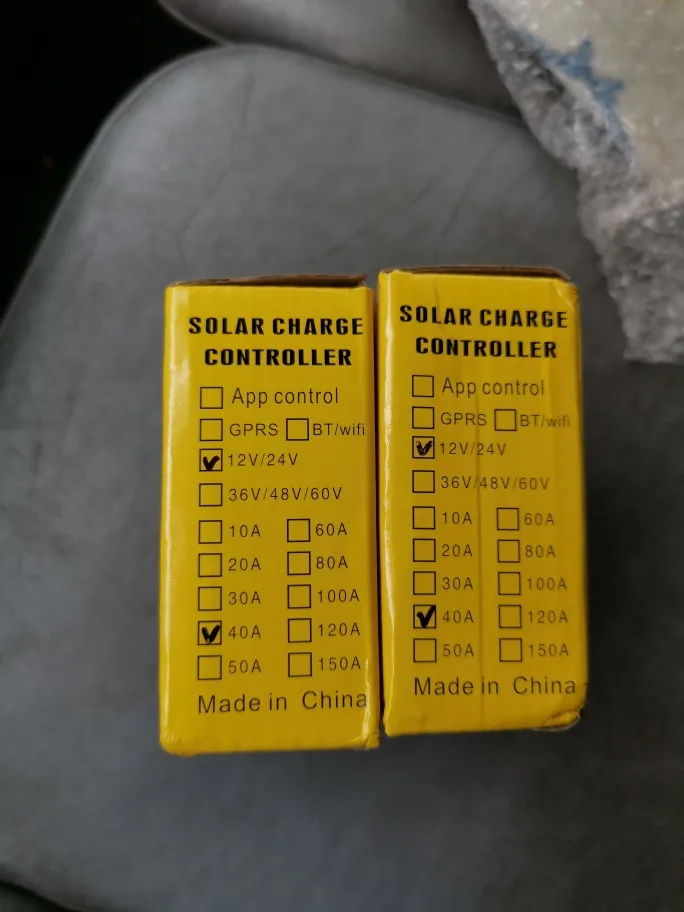 SOLAR CHARGE
CONTROLLER
App control
GPRS BT/wifi
12V/24V
36V/48V/60V
10A 60A
20A 80A
30A 100A
40A 120A
50A 150A
Made in China
SOLAR CHARGE
CONTROLLER
App control
GPRS BT/wifi
12V/24V
36V/48V/60V
10A 60A
20A 80A
30A 100A
40A 120A
50A 150A
Made in China